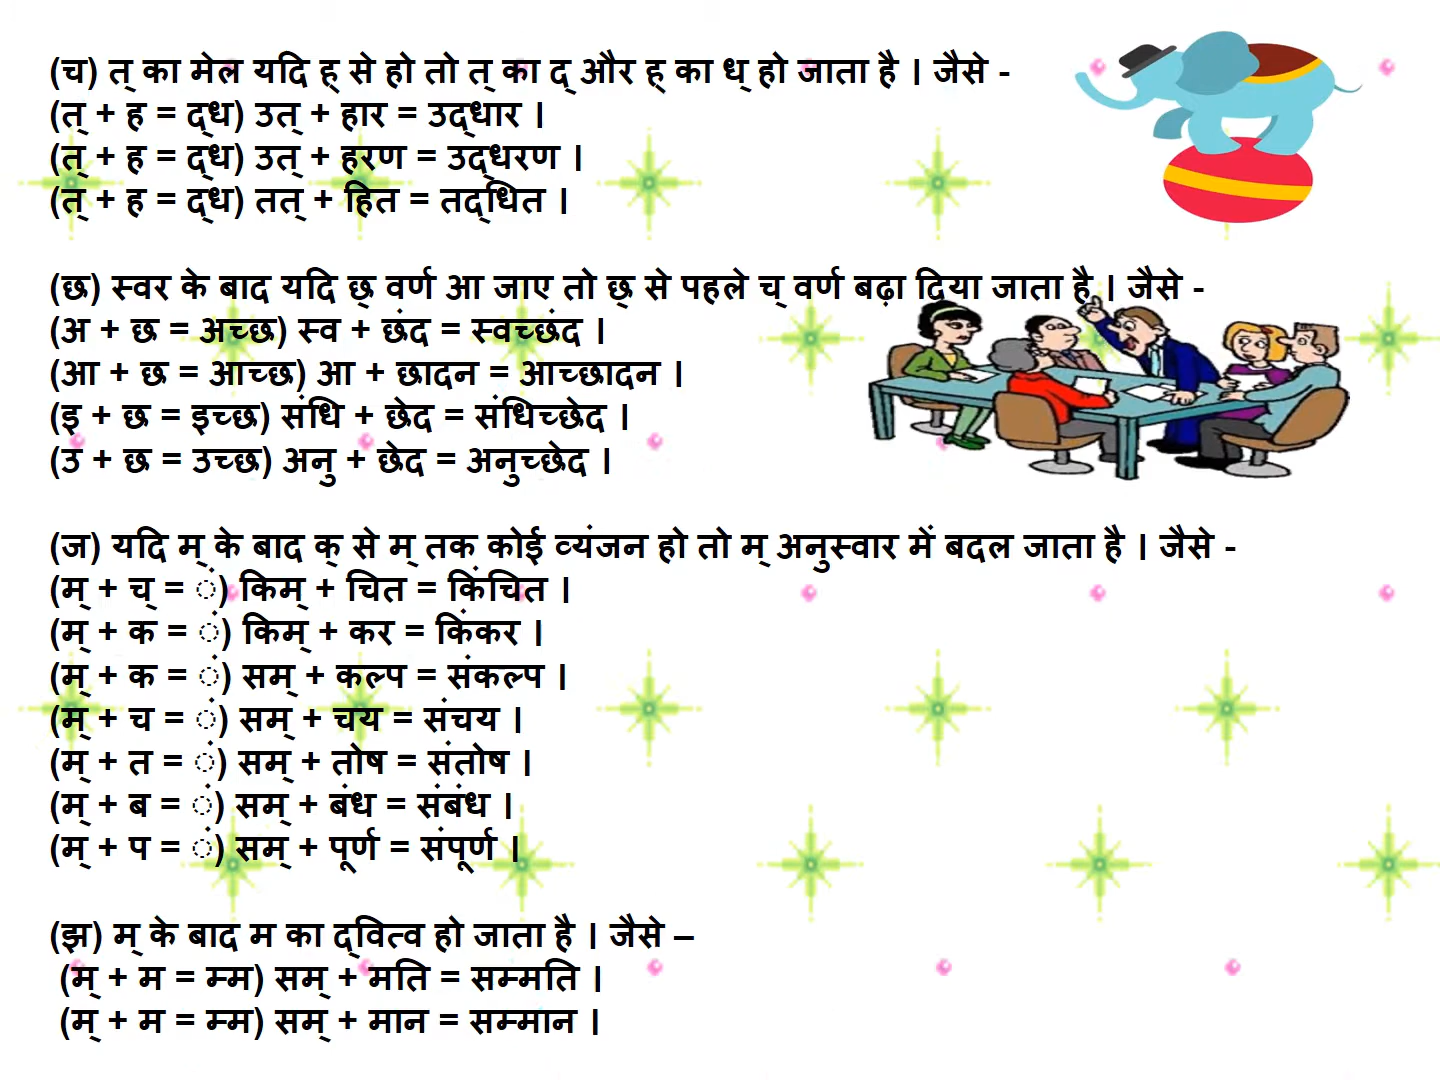 (च) त् का मेल यदि ह् से हो तो त् का द् और ह् का ध् हो जाता है । जैसे -
(त् + ह = द्ध) उत् + हार = उद्धार ।
(त् + ह = द्ध) उत् + हरण = उद्धरण ।
(त् + ह = द्ध) तत् + हित = तद्धित ।
(छ) स्वर के बाद यदि छ् वर्ण आ जाए तो छ् से पहले च् वर्ण बढ़ा दिया जाता है । जैसे -
(अ + छ = अच्छ) स्व + छंद = स्वच्छंद ।
(आ + छ = आच्छ) आ + छादन = आच्छादन ।
(इ + छ = इच्छ) संधि + छेद = संधिच्छेद ।
(उ + छ = उच्छ) अनु + छेद = अनुच्छेद ।
(ज) यदि म् के बाद क् से म् तक कोई व्यंजन हो तो म् अनुस्वार में बदल जाता है । जैसे -
(म् + च् = ं) किम् + चित = किंचित ।
(म् + क = ं) किम् + कर = किंकर ।
(म् + क = ं) सम् + कल्प = संकल्प ।
(म् + च = ं) सम् + चय = संचय ।
(म् + त = ं) सम् + तोष = संतोष ।
(म् + ब = ं) सम् + बंध = संबंध ।
(म् + प = ं) सम् + पूर्ण = संपूर्ण ।
(झ) म् के बाद म का द्वित्व हो जाता है । जैसे –
(म् + म = म्म) सम् + मति = सम्मति ।
(म् + म = म्म) सम् + मान = सम्मान ।